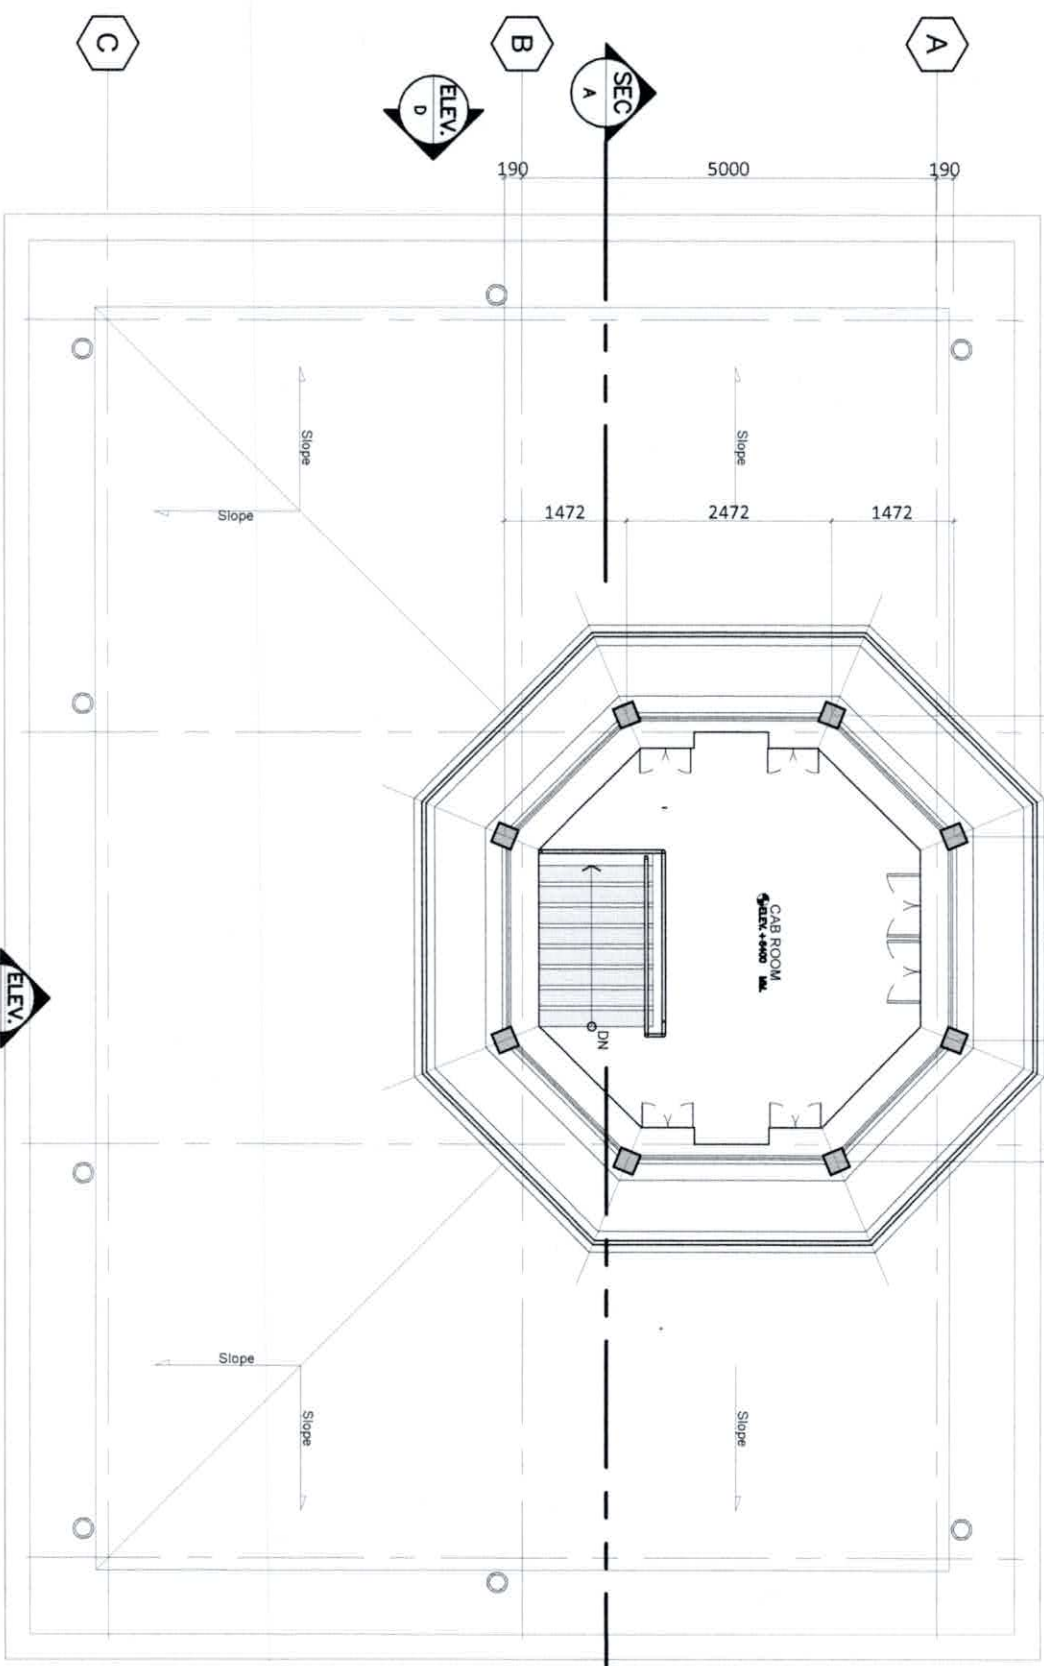 C
B
A
SEC
A
ELEV.
D
190
5000
190
Slope
Slope
Slope
1472
2472
1472
CAB ROOM
DN
ELEV.
Slope
Slope
Slope